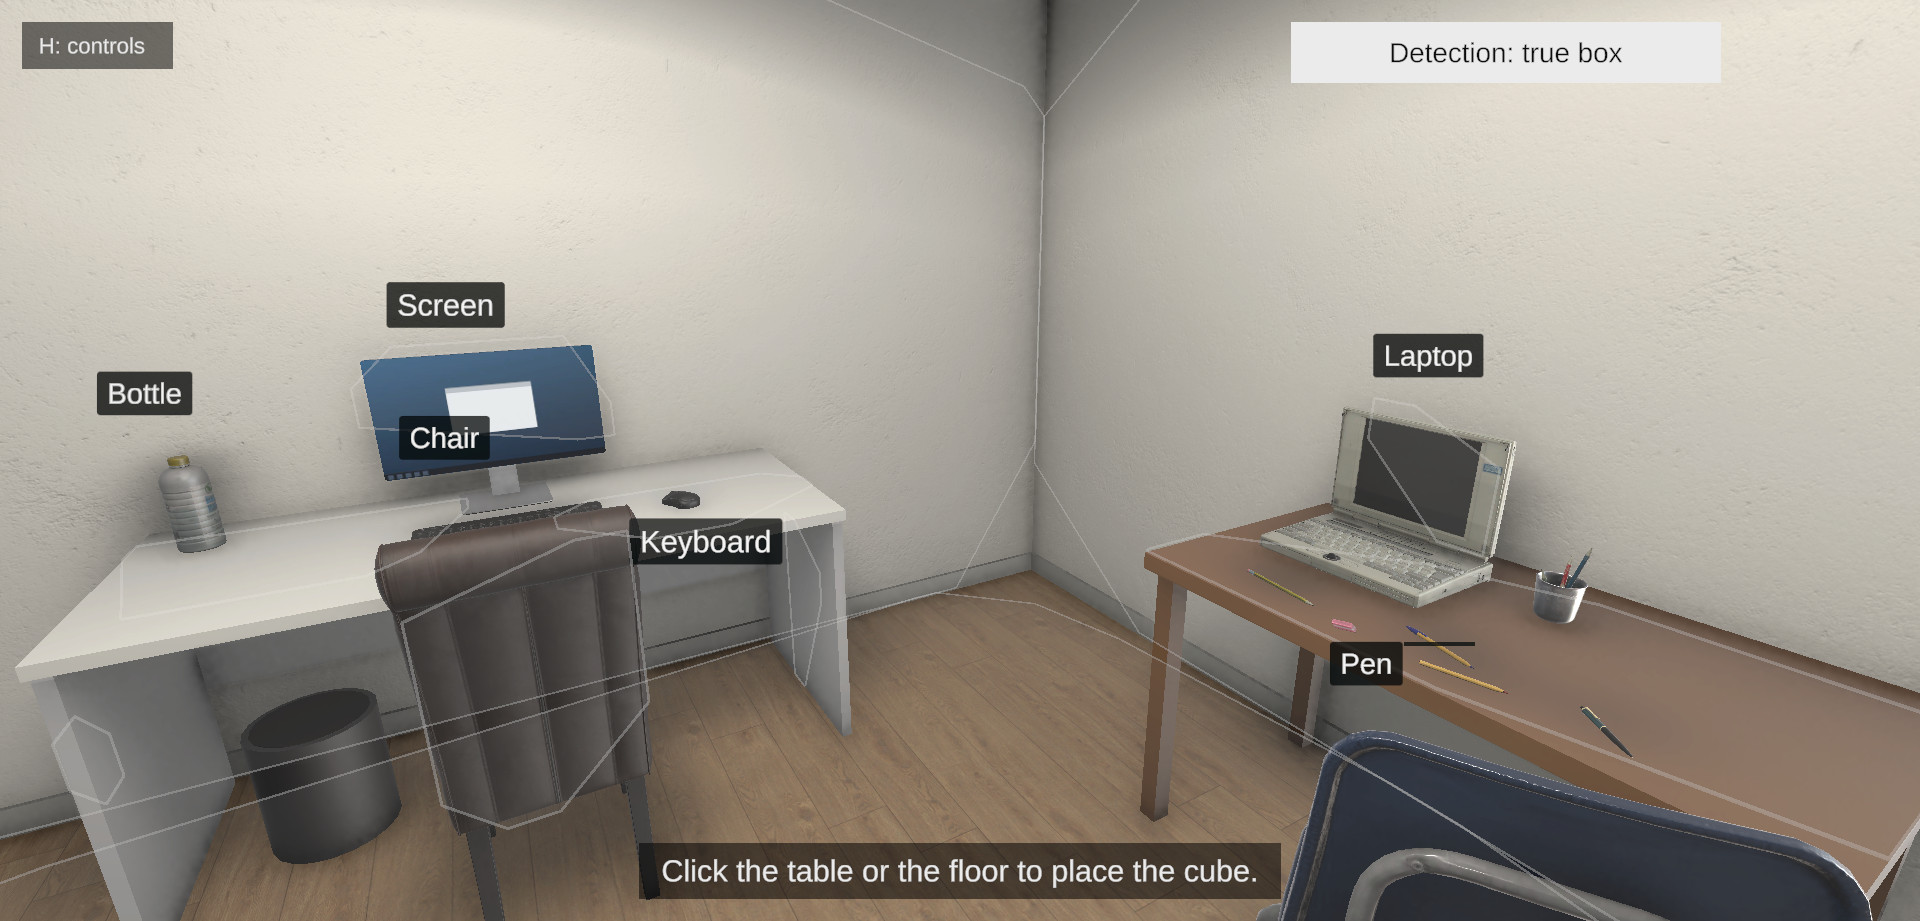 H: controls
Detection: true box
Screen
Laptop
Bottle
Chair
Keyboard
Pen
Click the table or the floor to place the cube.